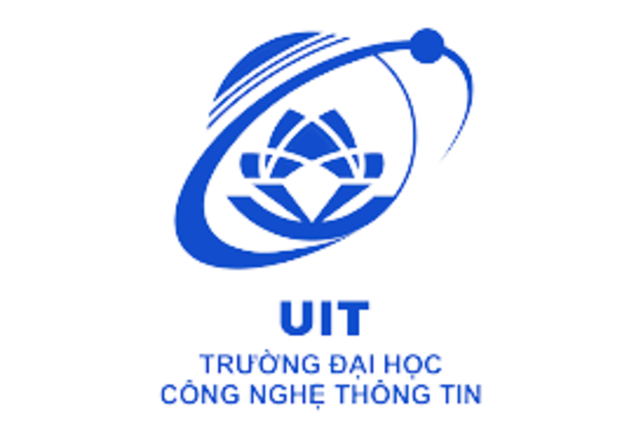 UIT
TRƯỜNG ĐẠI HỌC
CÔNG NGHỆ THÔNG TIN